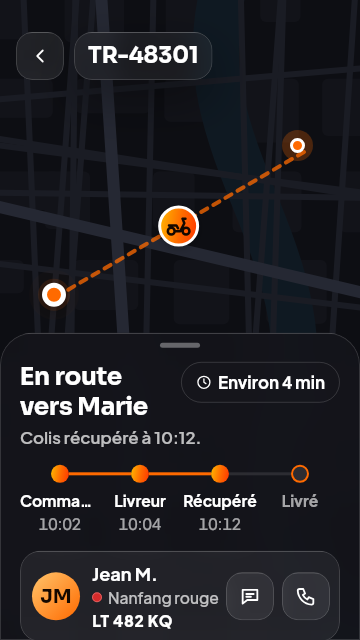 TR-48301
En route
vers Marie
Environ 4 min
Colis récupéré à 10:12.
Comma... Livreur Récupéré Livré
10:02 10:04 10:12
JM
Jean M.
Nanfang rouge
LT 482 KQ